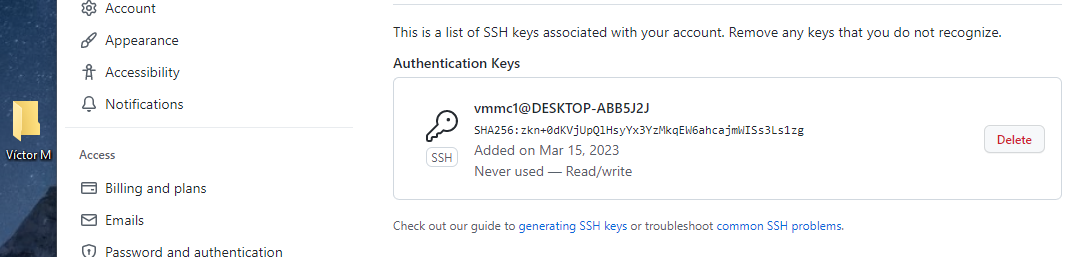 Account
Appearance
Accessibility
Notifications
Víctor M
Access
Billing and plans
Emails
Password and authentication
This is a list of SSH keys associated with your account. Remove any keys that you do not recognize.
Authentication Keys
vmmc1@DESKTOP-ABB5J2J
SHA256:zkn+0dKVjUpQlHsyYx3YzMkqEW6ahcajmWISs3Ls1zg
Added on Mar 15, 2023
Never used — Read/write
SSH
Delete
Check out our guide to generating SSH keys or troubleshoot common SSH problems.